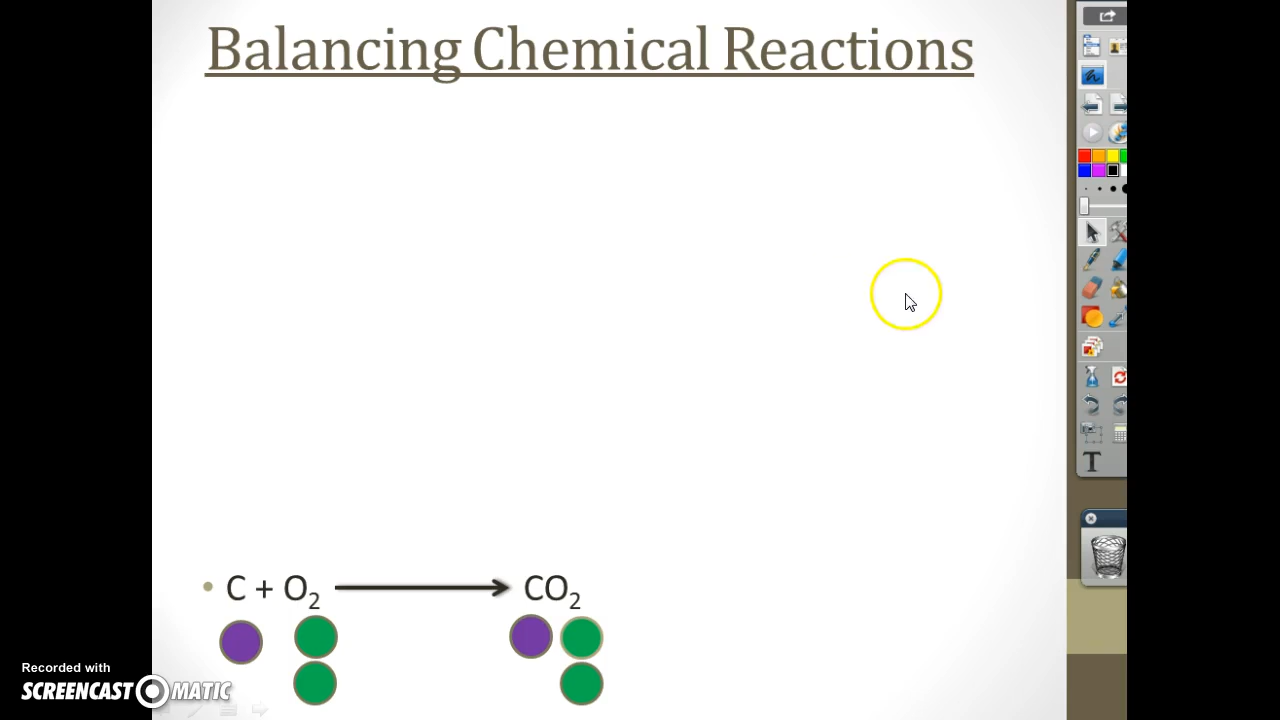 Balancing Chemical Reactions
• C + O₂ ⟶ CO₂
Recorded with
SCREENCAST-O-MATIC
T